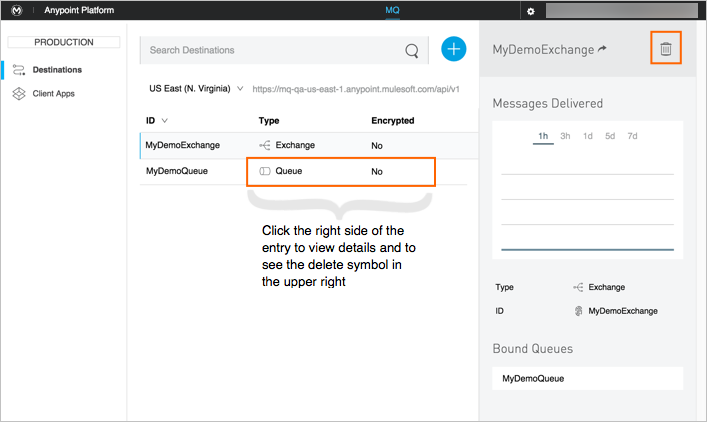 Anypoint Platform
MQ
PRODUCTION
Destinations
Client Apps
Search Destinations
US East (N. Virginia) https://mq-qa-us-east-1.anypoint.mulesoft.com/api/v1
ID Type Encrypted
MyDemoExchange Exchange No
MyDemoQueue Queue No
Click the right side of the
entry to view details and to
see the delete symbol in
the upper right
MyDemoExchange
Messages Delivered
1h 3h 1d 5d 7d
Type Exchange
ID MyDemoExchange
Bound Queues
MyDemoQueue